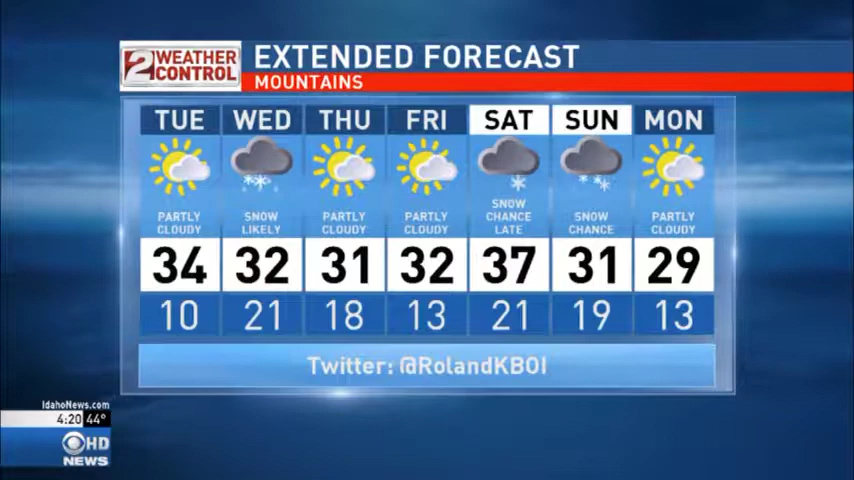 2 WEATHER CONTROL
EXTENDED FORECAST
MOUNTAINS
TUE WED THU FRI SAT SUN MON
PARTLY CLOUDY
SNOW LIKELY
PARTLY CLOUDY
PARTLY CLOUDY
SNOW CHANCE LATE
SNOW CHANCE
PARTLY CLOUDY
34 32 31 32 37 31 29
10 21 18 13 21 19 13
Twitter: @RolandKBOI
IdahoNews.com
4:20 44°
HD
NEWS